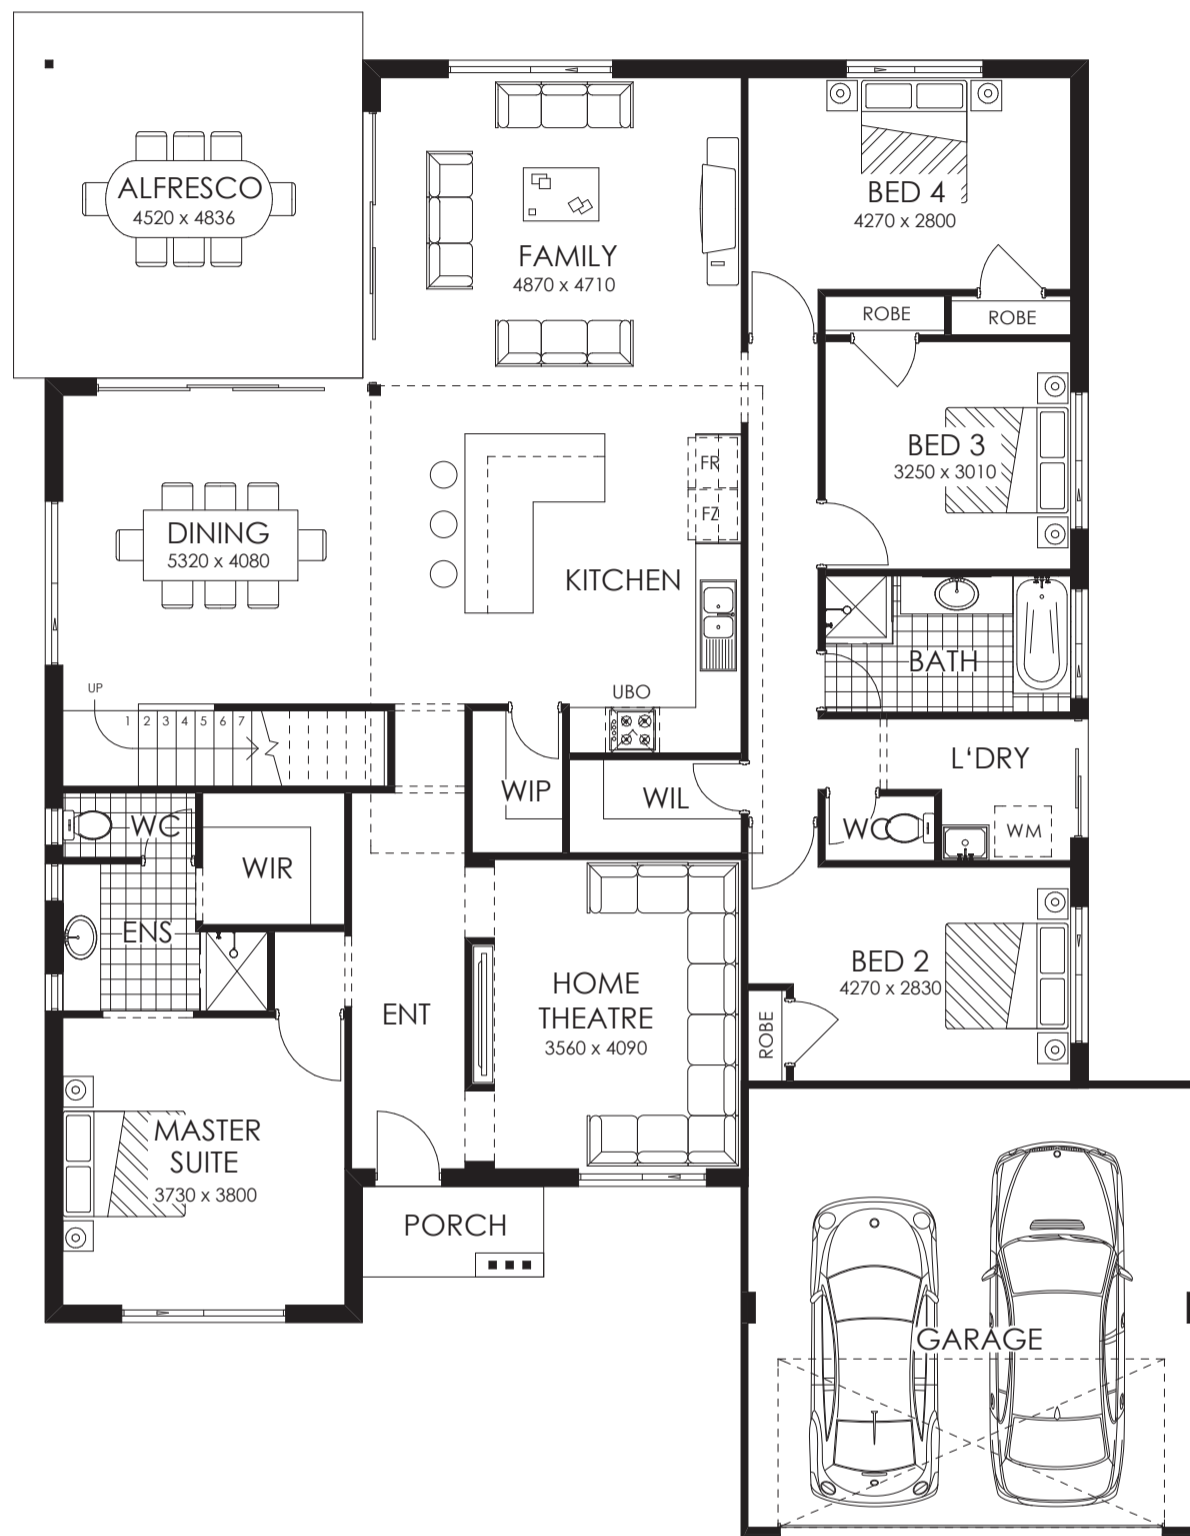 ALFRESCO
4520 x 4836
FAMILY
4870 x 4710
BED 4
4270 x 2800
ROBE
ROBE
BED 3
3250 x 3010
DINING
5320 x 4080
KITCHEN
FR
FZ
UBO
BATH
UP
1 2 3 4 5 6 7
WIP
WIL
L'DRY
WC
WM
WC
WIR
ENS
ENT
HOME
THEATRE
3560 x 4090
BED 2
4270 x 2830
ROBE
MASTER
SUITE
3730 x 3800
PORCH
GARAGE